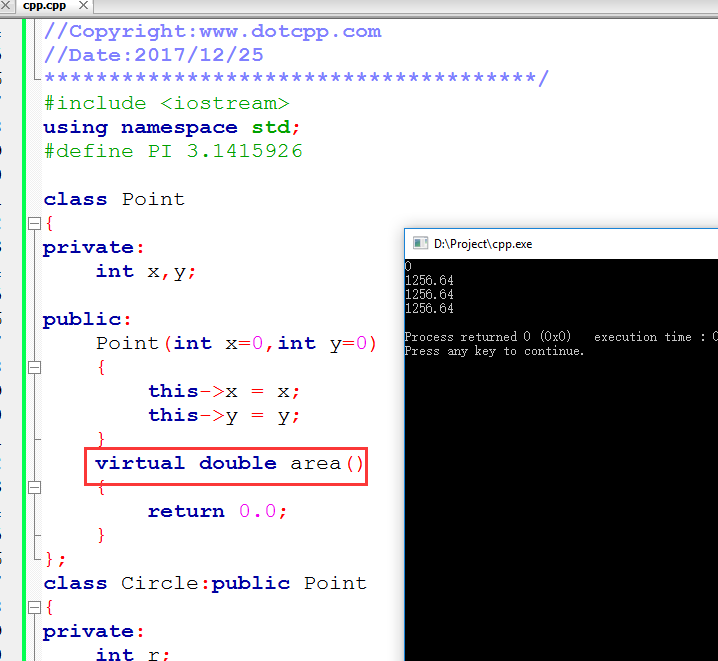 cpp.cpp
//Copyright:www.dotcpp.com
//Date:2017/12/25
**************************************/
#include <iostream>
using namespace std;
#define PI 3.1415926
class Point
{
private:
int x,y;
public:
Point(int x=0,int y=0)
{
this->x = x;
this->y = y;
}
virtual double area()
{
return 0.0;
}
};
class Circle:public Point
{
private:
int r;
D:\Project\cpp.exe
0
1256.64
1256.64
1256.64
Process returned 0 (0x0)   execution time : 0
Press any key to continue.